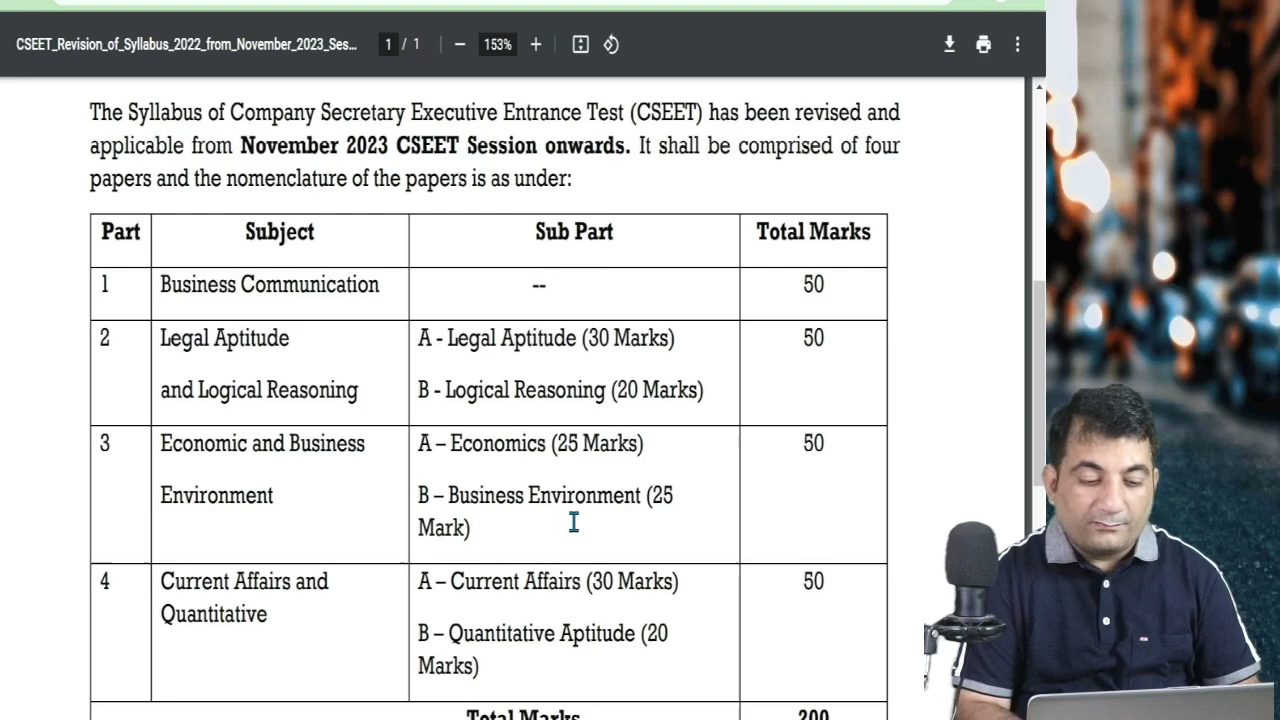 CSEET_Revision_of_Syllabus_2022_from_November_2023_Ses...
1 / 1
153%
The Syllabus of Company Secretary Executive Entrance Test (CSEET) has been revised and
applicable from November 2023 CSEET Session onwards. It shall be comprised of four
papers and the nomenclature of the papers is as under:
Part Subject Sub Part Total Marks
1 Business Communication -- 50
2 Legal Aptitude A - Legal Aptitude (30 Marks) 50
and Logical Reasoning B - Logical Reasoning (20 Marks)
3 Economic and Business A – Economics (25 Marks) 50
Environment B – Business Environment (25
Mark)
4 Current Affairs and A – Current Affairs (30 Marks) 50
Quantitative
B – Quantitative Aptitude (20
Marks)
Total Marks 200